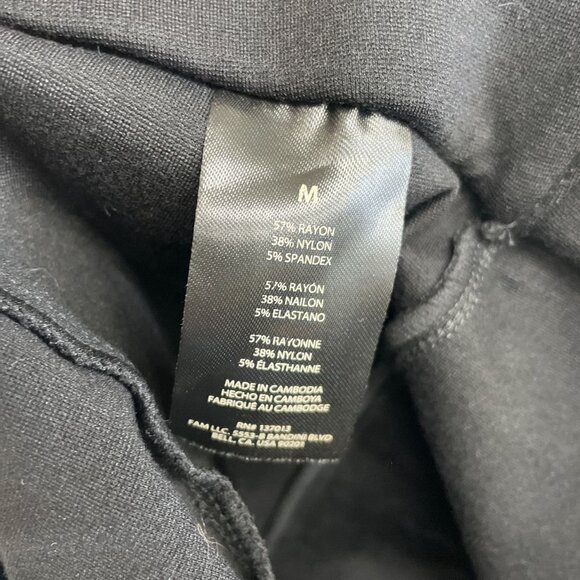 M
57% RAYON
38% NYLON
5% SPANDEX
57% RAYÓN
38% NAILON
5% ELASTANO
57% RAYONNE
38% NYLON
5% ÉLASTHANNE
MADE IN CAMBODIA
HECHO EN CAMBOYA
FABRIQUÉ AU CAMBODGE
RN# 137013
FAM LLC. 5553-B BANDINI BLVD
BELL, CA. USA 90201